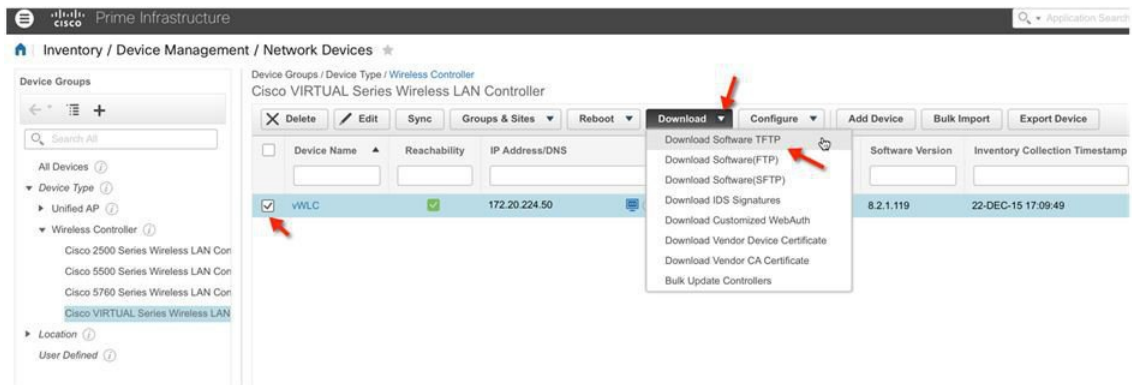 cisco Prime Infrastructure
Application Search
Inventory / Device Management / Network Devices
Device Groups
Search All
All Devices
Device Type
Unified AP
Wireless Controller
Cisco 2500 Series Wireless LAN Con
Cisco 5500 Series Wireless LAN Con
Cisco 5760 Series Wireless LAN Con
Cisco VIRTUAL Series Wireless LAN
Location
User Defined
Device Groups / Device Type / Wireless Controller
Cisco VIRTUAL Series Wireless LAN Controller
Delete Edit Sync Groups & Sites Reboot Download Configure Add Device Bulk Import Export Device
Device Name Reachability IP Address/DNS Software Version Inventory Collection Timestamp
vWLC 172.20.224.50 8.2.1.119 22-DEC-15 17:09:49
Download Software TFTP
Download Software(FTP)
Download Software(SFTP)
Download IDS Signatures
Download Customized WebAuth
Download Vendor Device Certificate
Download Vendor CA Certificate
Bulk Update Controllers